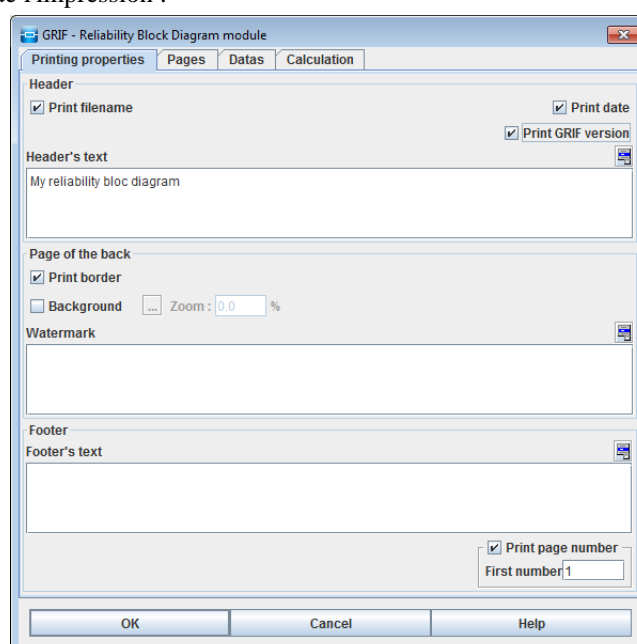 l'impression :
GRIF - Reliability Block Diagram module
Printing properties Pages Datas Calculation
Header
Print filename Print date
Print GRIF version
Header's text
My reliability bloc diagram
Page of the back
Print border
Background ... Zoom : 0.0 %
Watermark
Footer
Footer's text
Print page number
First number 1
OK Cancel Help